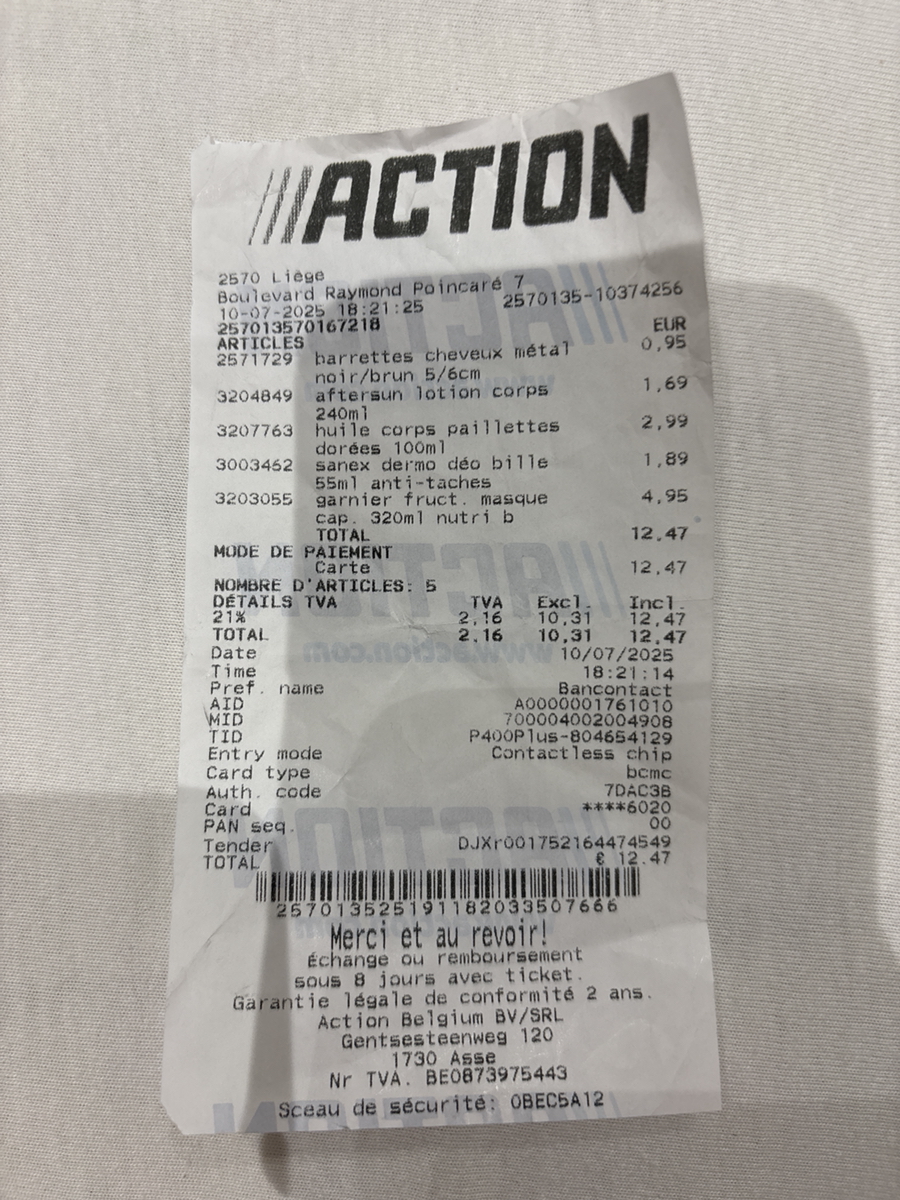 ACTION
2570 Liège
Boulevard Raymond Poincaré 7
10-07-2025 18:21:25 2570135-10374256
257013570167218
ARTICLES EUR
2571729 barrettes cheveux métal 0,95
noir/brun 5/6cm
3204849 aftersun lotion corps 1,69
240ml
3207763 huile corps paillettes 2,99
dorées 100ml
3003462 sanex dermo déo bille 1,89
55ml anti-taches
3203055 garnier fruct. masque 4,95
cap. 320ml nutri b
TOTAL 12,47
MODE DE PAIEMENT
Carte 12,47
NOMBRE D'ARTICLES: 5
DÉTAILS TVA TVA Excl. Incl.
21% 2,16 10,31 12,47
TOTAL 2,16 10,31 12,47
Date 10/07/2025
Time 18:21:14
Pref. name Bancontact
AID A0000001761010
MID 700004002004908
TID P400Plus-804654129
Entry mode Contactless chip
Card type bcmc
Auth. code 7DAC3B
Card ****6020
PAN seq. 00
Tender DJXr001752164474549
TOTAL € 12.47
257013525191182033507666
Merci et au revoir!
Échange ou remboursement
sous 8 jours avec ticket.
Garantie légale de conformité 2 ans.
Action Belgium BV/SRL
Gentsesteenweg 120
1730 Asse
Nr TVA. BE0873975443
Sceau de sécurité: 0BEC5A12